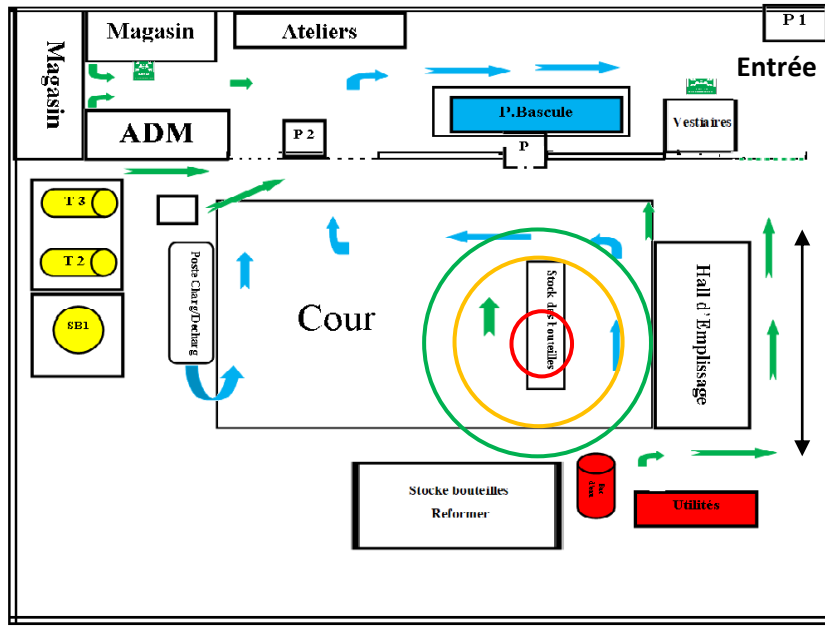 Magasin
Magasin
Ateliers
P 1
Entrée
ADM
P 2
P.Bascule
P
Vestiaires
T 3
T 2
SB1
Poste Charg/Decharg
Cour
Stock des bouteilles
Hall d' Emplissage
Stocke bouteilles
Reformer
Utilités